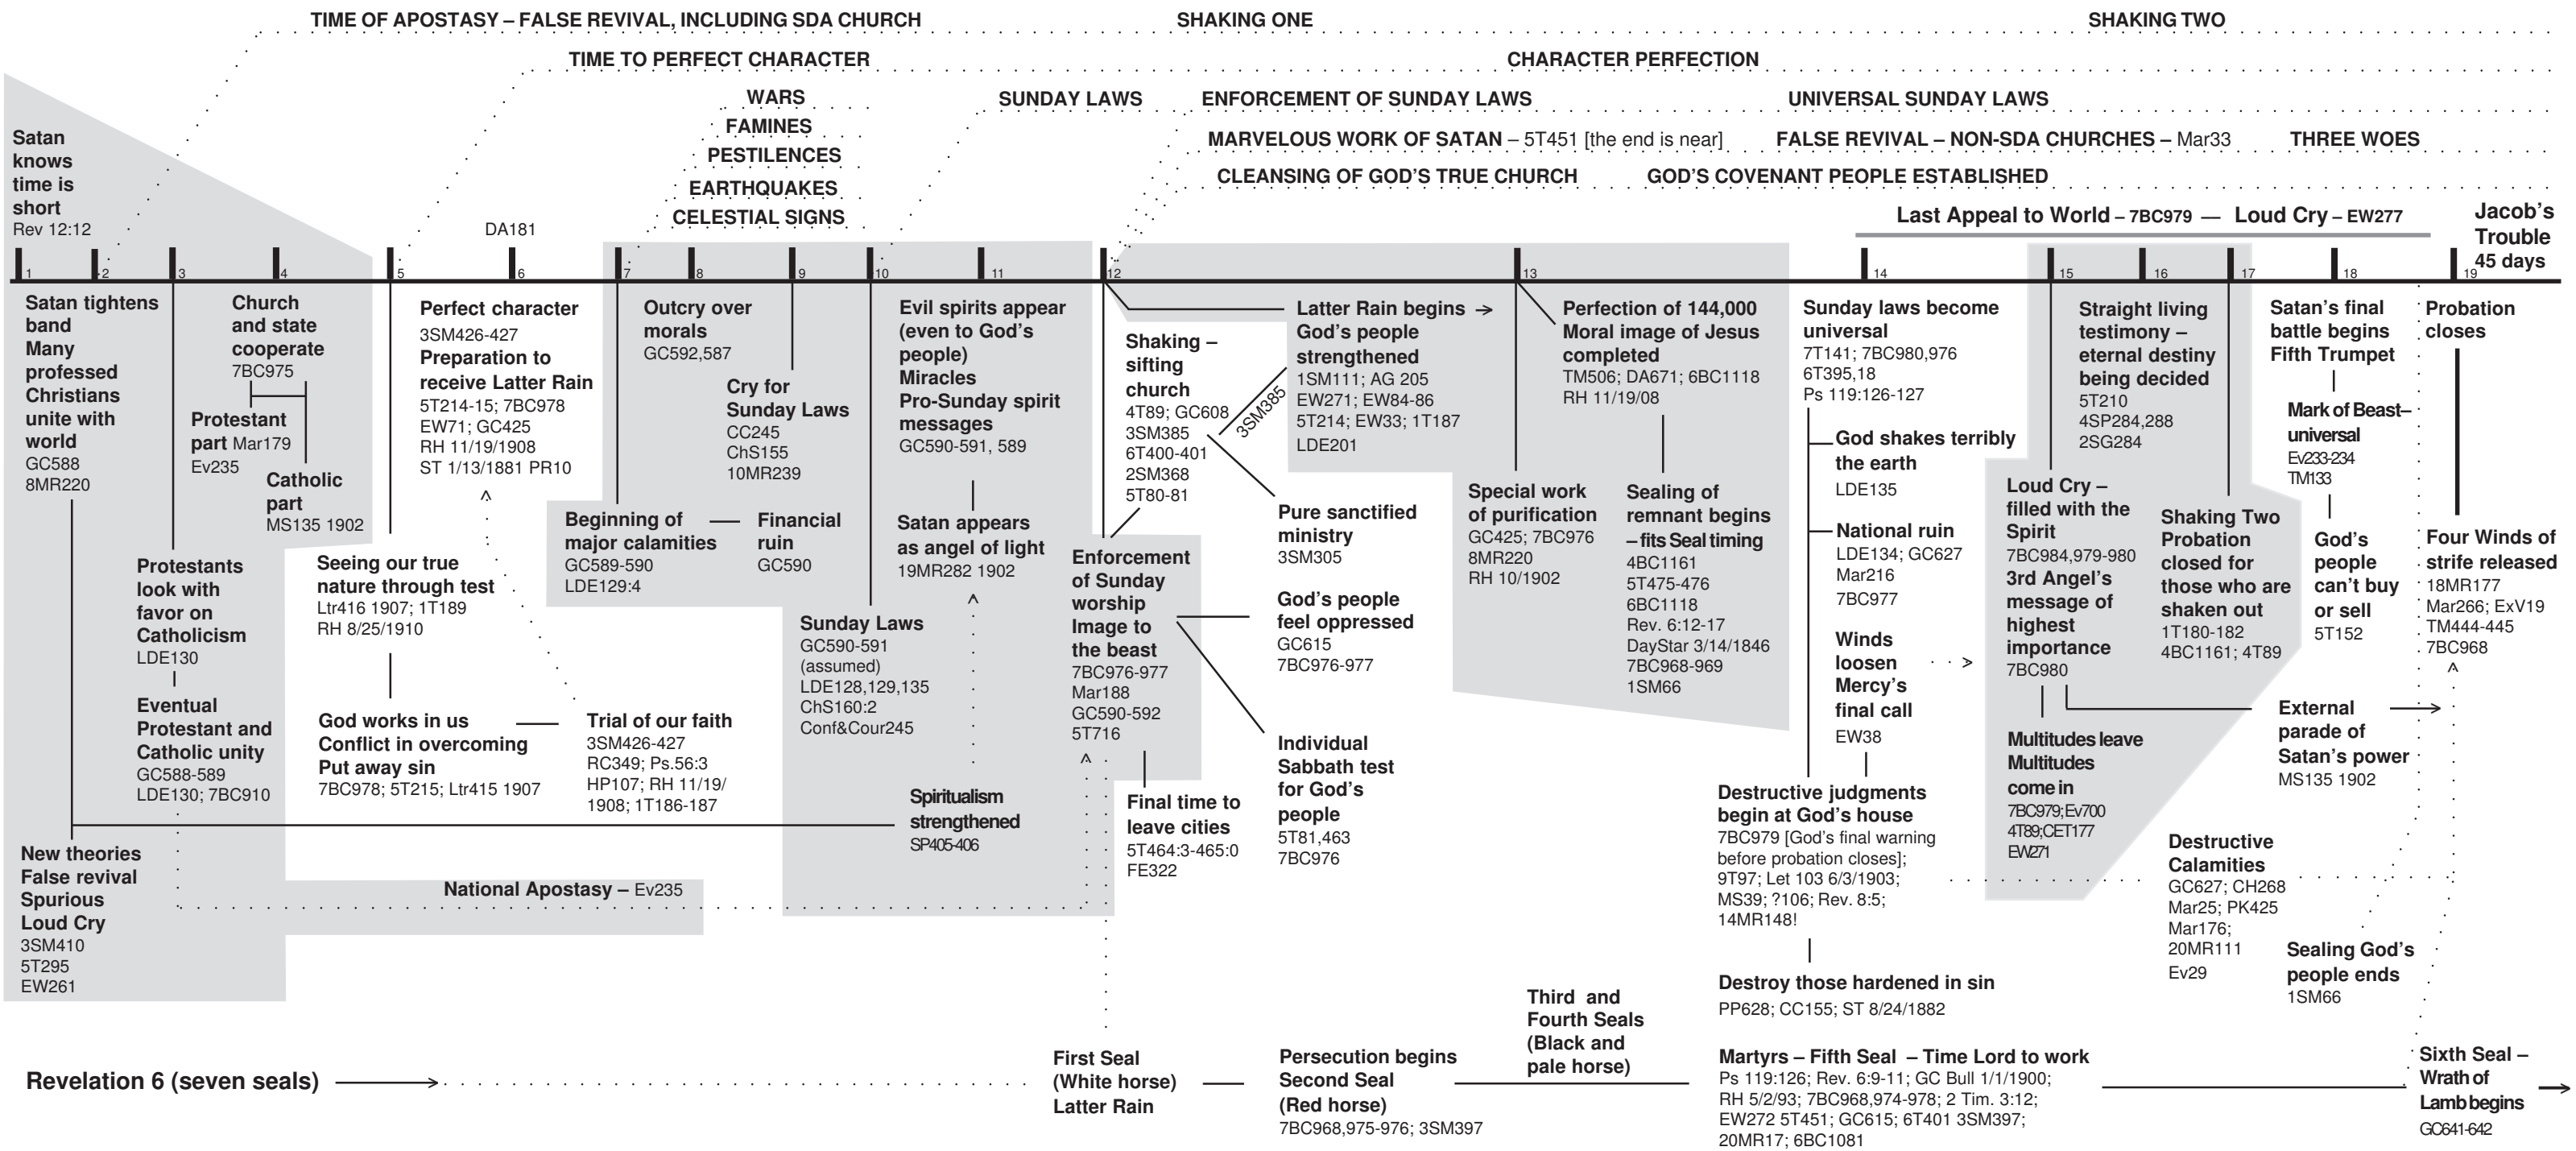 TIME OF APOSTASY – FALSE REVIVAL, INCLUDING SDA CHURCH
SHAKING ONE
SHAKING TWO
TIME TO PERFECT CHARACTER
CHARACTER PERFECTION
WARS
FAMINES
PESTILENCES
EARTHQUAKES
CELESTIAL SIGNS
SUNDAY LAWS
ENFORCEMENT OF SUNDAY LAWS
UNIVERSAL SUNDAY LAWS
MARVELOUS WORK OF SATAN – 5T451 [the end is near]
FALSE REVIVAL – NON-SDA CHURCHES – Mar33
THREE WOES
CLEANSING OF GOD'S TRUE CHURCH
GOD'S COVENANT PEOPLE ESTABLISHED
Last Appeal to World – 7BC979 — Loud Cry – EW277
Jacob's
Trouble
45 days
Satan
knows
time is
short
Rev 12:12
DA181
1
2
3
4
5
6
7
8
9
10
11
12
13
14
15
16
17
18
19
Satan tightens
band
Many
professed
Christians
unite with
world
GC588
8MR220
New theories
False revival
Spurious
Loud Cry
3SM410
5T295
EW261
Church
and state
cooperate
7BC975
Protestant
part Mar179
Ev235
Catholic
part
MS135 1902
Protestants
look with
favor on
Catholicism
LDE130
Eventual
Protestant and
Catholic unity
GC588-589
LDE130; 7BC910
National Apostasy – Ev235
Perfect character
3SM426-427
Preparation to
receive Latter Rain
5T214-15; 7BC978
EW71; GC425
RH 11/19/1908
ST 1/13/1881 PR10
Seeing our true
nature through test
Ltr416 1907; 1T189
RH 8/25/1910
God works in us
Conflict in overcoming
Put away sin
7BC978; 5T215; Ltr415 1907
Trial of our faith
3SM426-427
RC349; Ps.56:3
HP107; RH 11/19/
1908; 1T186-187
Outcry over
morals
GC592,587
Cry for
Sunday Laws
CC245
ChS155
10MR239
Beginning of
major calamities
GC589-590
LDE129:4
Financial
ruin
GC590
Sunday Laws
GC590-591
(assumed)
LDE128,129,135
ChS160:2
Conf&Cour245
Evil spirits appear
(even to God's
people)
Miracles
Pro-Sunday spirit
messages
GC590-591, 589
Satan appears
as angel of light
19MR282 1902
Spiritualism
strengthened
SP405-406
Shaking –
sifting
church
4T89; GC608
3SM385
6T400-401
2SM368
5T80-81
3SM385
Enforcement
of Sunday
worship
Image to
the beast
7BC976-977
Mar188
GC590-592
5T716
Final time to
leave cities
5T464:3-465:0
FE322
Latter Rain begins
God's people
strengthened
1SM111; AG 205
EW271; EW84-86
5T214; EW33; 1T187
LDE201
Pure sanctified
ministry
3SM305
God's people
feel oppressed
GC615
7BC976-977
Individual
Sabbath test
for God's
people
5T81,463
7BC976
Perfection of 144,000
Moral image of Jesus
completed
TM506; DA671; 6BC1118
RH 11/19/08
Special work
of purification
GC425; 7BC976
8MR220
RH 10/1902
Sealing of
remnant begins
– fits Seal timing
4BC1161
5T475-476
6BC1118
Rev. 6:12-17
DayStar 3/14/1846
7BC968-969
1SM66
Sunday laws become
universal
7T141; 7BC980,976
6T395,18
Ps 119:126-127
God shakes terribly
the earth
LDE135
National ruin
LDE134; GC627
Mar216
7BC977
Winds
loosen
Mercy's
final call
EW38
Destructive judgments
begin at God's house
7BC979 [God's final warning
before probation closes];
9T97; Let 103 6/3/1903;
MS39; ?106; Rev. 8:5;
14MR148!
Destroy those hardened in sin
PP628; CC155; ST 8/24/1882
Straight living
testimony –
eternal destiny
being decided
5T210
4SP284,288
2SG284
Loud Cry –
filled with the
Spirit
7BC984,979-980
3rd Angel's
message of
highest
importance
7BC980
Multitudes leave
Multitudes
come in
7BC979;Ev700
4T89;CET177
EW271
Shaking Two
Probation
closed for
those who are
shaken out
1T180-182
4BC1161; 4T89
Satan's final
battle begins
Fifth Trumpet
Mark of Beast–
universal
Ev233-234
TM133
God's
people
can't buy
or sell
5T152
External
parade of
Satan's power
MS135 1902
Destructive
Calamities
GC627; CH268
Mar25; PK425
Mar176;
20MR111
Ev29
Sealing God's
people ends
1SM66
Probation
closes
Four Winds of
strife released
18MR177
Mar266; ExV19
TM444-445
7BC968
Revelation 6 (seven seals)
First Seal
(White horse)
Latter Rain
Persecution begins
Second Seal
(Red horse)
7BC968,975-976; 3SM397
Third and
Fourth Seals
(Black and
pale horse)
Martyrs – Fifth Seal – Time Lord to work
Ps 119:126; Rev. 6:9-11; GC Bull 1/1/1900;
RH 5/2/93; 7BC968,974-978; 2 Tim. 3:12;
EW272 5T451; GC615; 6T401 3SM397;
20MR17; 6BC1081
Sixth Seal –
Wrath of
Lamb begins
GC641-642